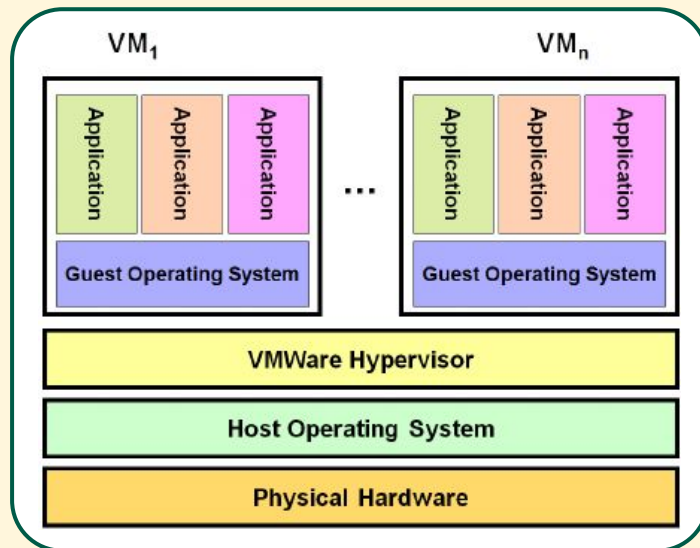 VM1 VMn
Application Application Application ... Application Application Application
Guest Operating System Guest Operating System
VMWare Hypervisor
Host Operating System
Physical Hardware